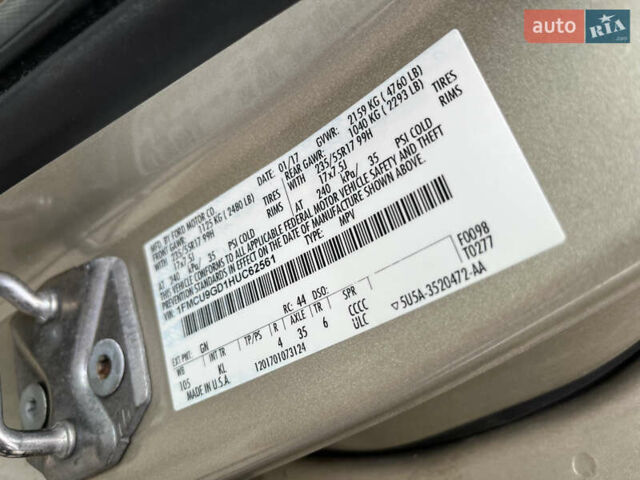 auto RIA.com
MFD. BY FORD MOTOR CO. DATE: 01/17 GVWR: 2159 KG ( 4760 LB)
FRONT GAWR: 1125 KG ( 2480 LB) REAR GAWR: 1040 KG ( 2293 LB)
235/55R17 99H WITH 235/55R17 99H TIRES
17x7.5J WITH 17x7.5J RIMS
AT 240 kPa/ 35 PSI COLD AT 240 kPa/ 35 PSI COLD
THIS VEHICLE CONFORMS TO ALL APPLICABLE FEDERAL MOTOR VEHICLE SAFETY AND THEFT
PREVENTION STANDARDS IN EFFECT ON THE DATE OF MANUFACTURE SHOWN ABOVE.
VIN: 1FMCU9GD1HUC62561 TYPE: MPV
F0098
T0277
EXT PNT: GN RC: 44 DSO:
WB INT TR TP/PS R AXLE TR SPR
105 KL 4 35 6 CCCC
MADE IN U.S.A. 1201701073124 ULC ▽5U5A-3520472-AA